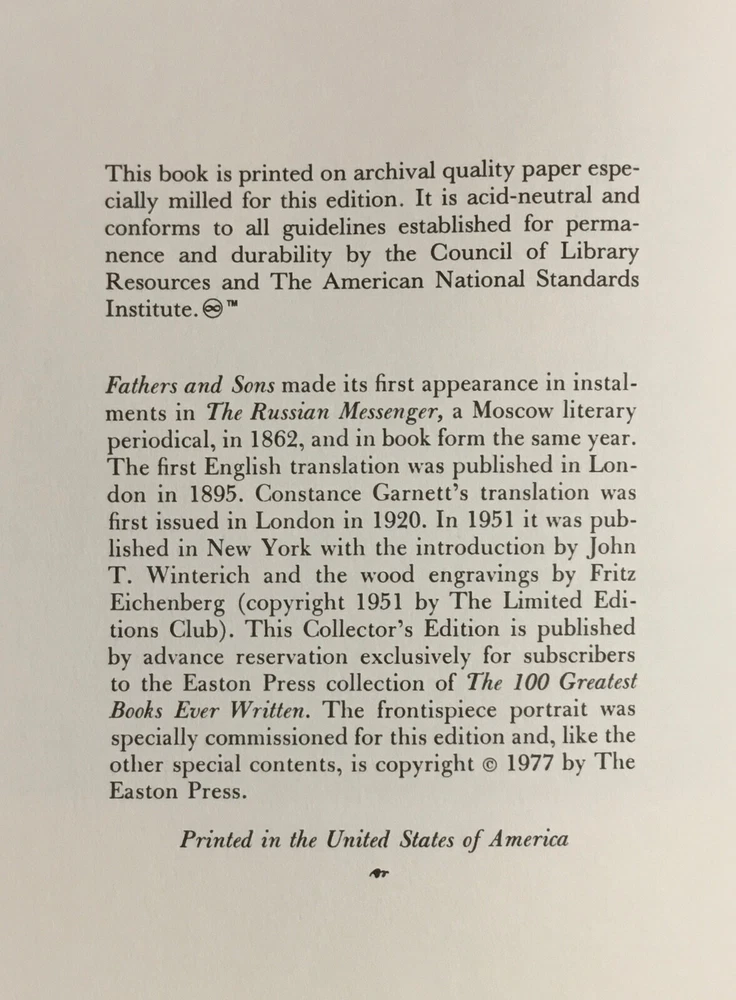 This book is printed on archival quality paper espe-
cially milled for this edition. It is acid-neutral and
conforms to all guidelines established for perma-
nence and durability by the Council of Library
Resources and The American National Standards
Institute. ♾™
Fathers and Sons made its first appearance in instal-
ments in The Russian Messenger, a Moscow literary
periodical, in 1862, and in book form the same year.
The first English translation was published in Lon-
don in 1895. Constance Garnett's translation was
first issued in London in 1920. In 1951 it was pub-
lished in New York with the introduction by John
T. Winterich and the wood engravings by Fritz
Eichenberg (copyright 1951 by The Limited Edi-
tions Club). This Collector's Edition is published
by advance reservation exclusively for subscribers
to the Easton Press collection of The 100 Greatest
Books Ever Written. The frontispiece portrait was
specially commissioned for this edition and, like the
other special contents, is copyright © 1977 by The
Easton Press.
Printed in the United States of America